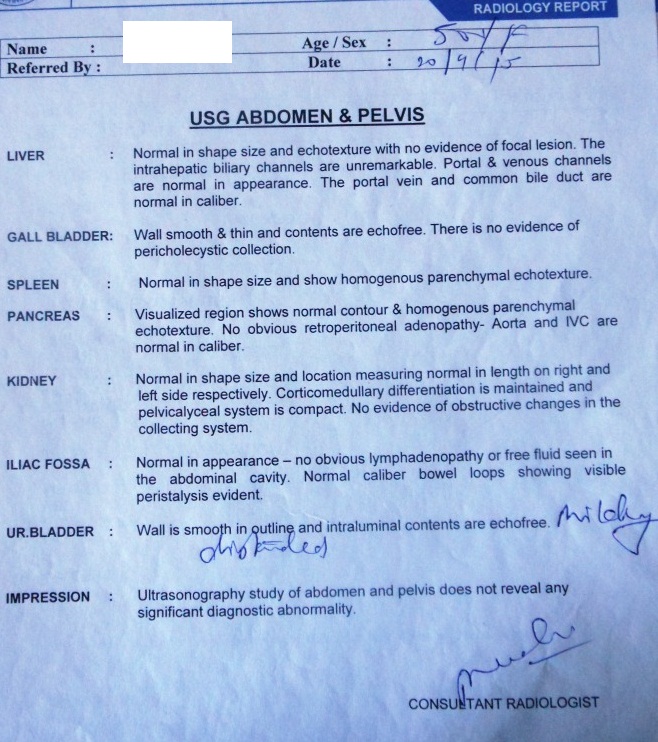 RADIOLOGY REPORT
Name : Age / Sex : 50y/F
Referred By : Date : 20/9/15
USG ABDOMEN & PELVIS
LIVER : Normal in shape size and echotexture with no evidence of focal lesion. The
intrahepatic biliary channels are unremarkable. Portal & venous channels
are normal in appearance. The portal vein and common bile duct are
normal in caliber.
GALL BLADDER: Wall smooth & thin and contents are echofree. There is no evidence of
pericholecystic collection.
SPLEEN : Normal in shape size and show homogenous parenchymal echotexture.
PANCREAS : Visualized region shows normal contour & homogenous parenchymal
echotexture. No obvious retroperitoneal adenopathy- Aorta and IVC are
normal in caliber.
KIDNEY : Normal in shape size and location measuring normal in length on right and
left side respectively. Corticomedullary differentiation is maintained and
pelvicalyceal system is compact. No evidence of obstructive changes in the
collecting system.
ILIAC FOSSA : Normal in appearance – no obvious lymphadenopathy or free fluid seen in
the abdominal cavity. Normal caliber bowel loops showing visible
peristalysis evident.
UR.BLADDER : Wall is smooth in outline and intraluminal contents are echofree. Mildly
distended
IMPRESSION : Ultrasonography study of abdomen and pelvis does not reveal any
significant diagnostic abnormality.
CONSULTANT RADIOLOGIST